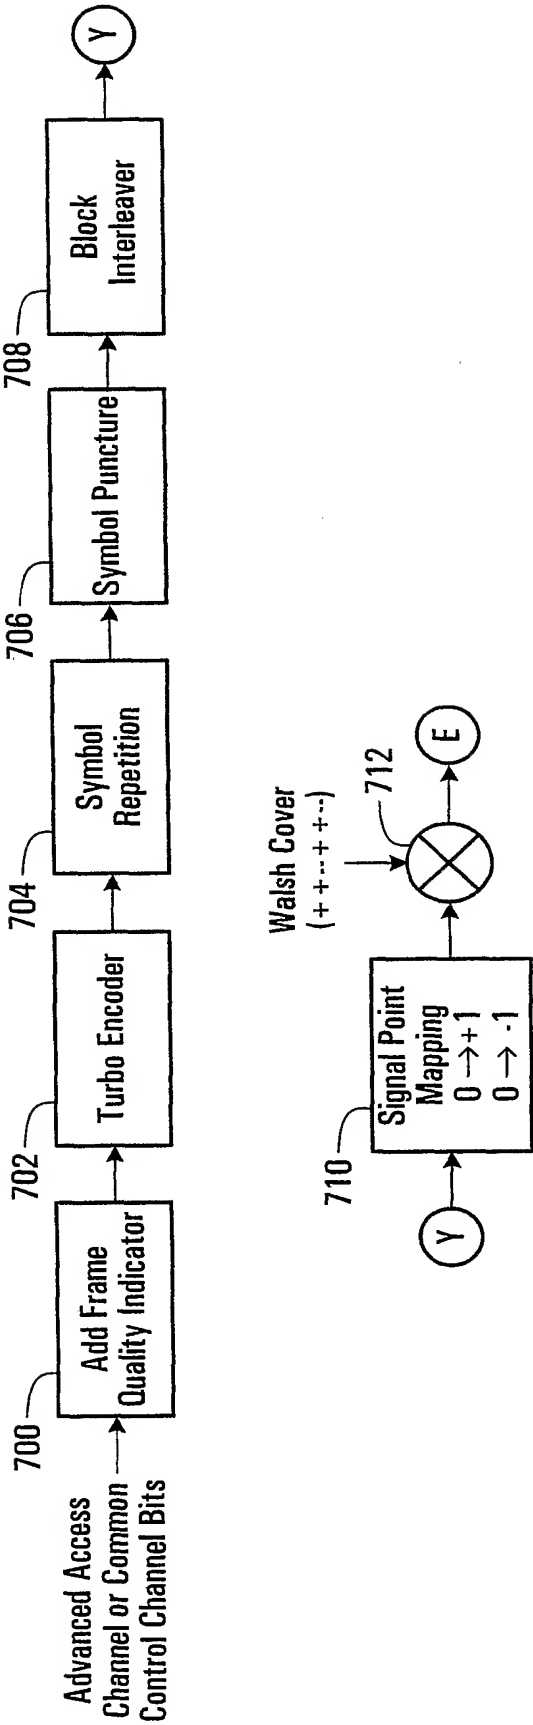 Advanced Access
Channel or Common
Control Channel Bits
700
Add Frame
Quality Indicator
702
Turbo Encoder
704
Symbol
Repetition
706
Symbol Puncture
708
Block
Interleaver
Y
Y
710
Signal Point
Mapping
0 → +1
0 → -1
Walsh Cover
(+ + -- + + --)
712
E